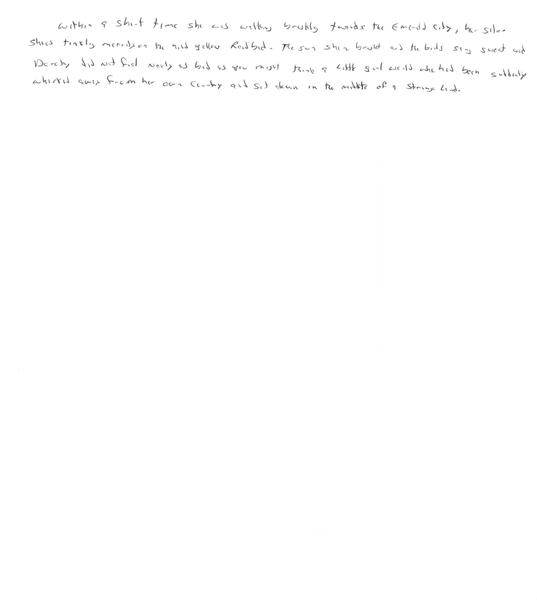 Within a short time she was walking briskly towards the Emerald City, her silver
shoes tinkling merrily on the hard yellow Roadbed. The sun shone bright and the birds sang sweet and
Dorothy did not feel nearly as bad as you might think a little girl would who had been suddenly
whisked away from her own country and set down in the middle of a strange land.